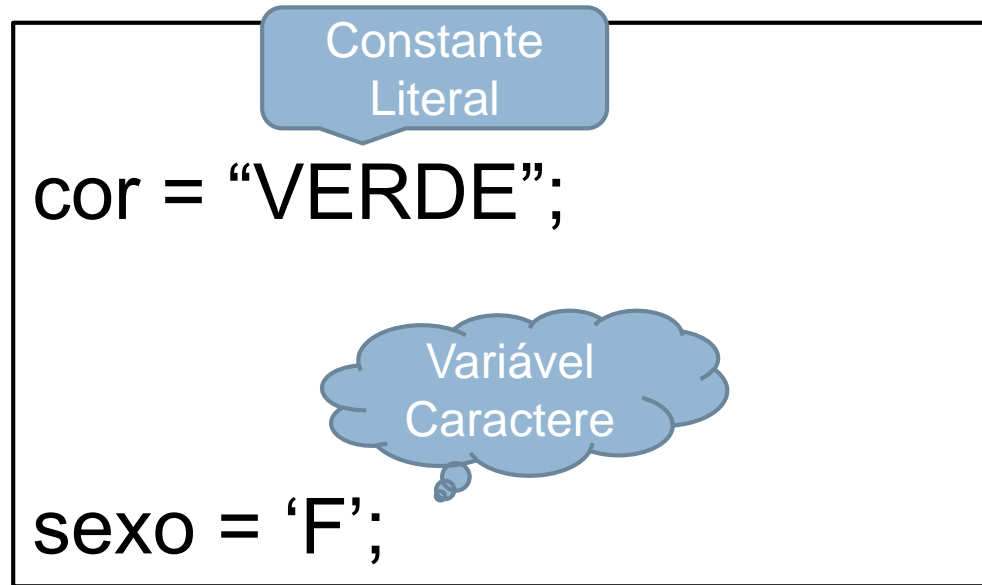 Constante
Literal
cor = “VERDE”;
Variável
Caractere
sexo = ‘F’;